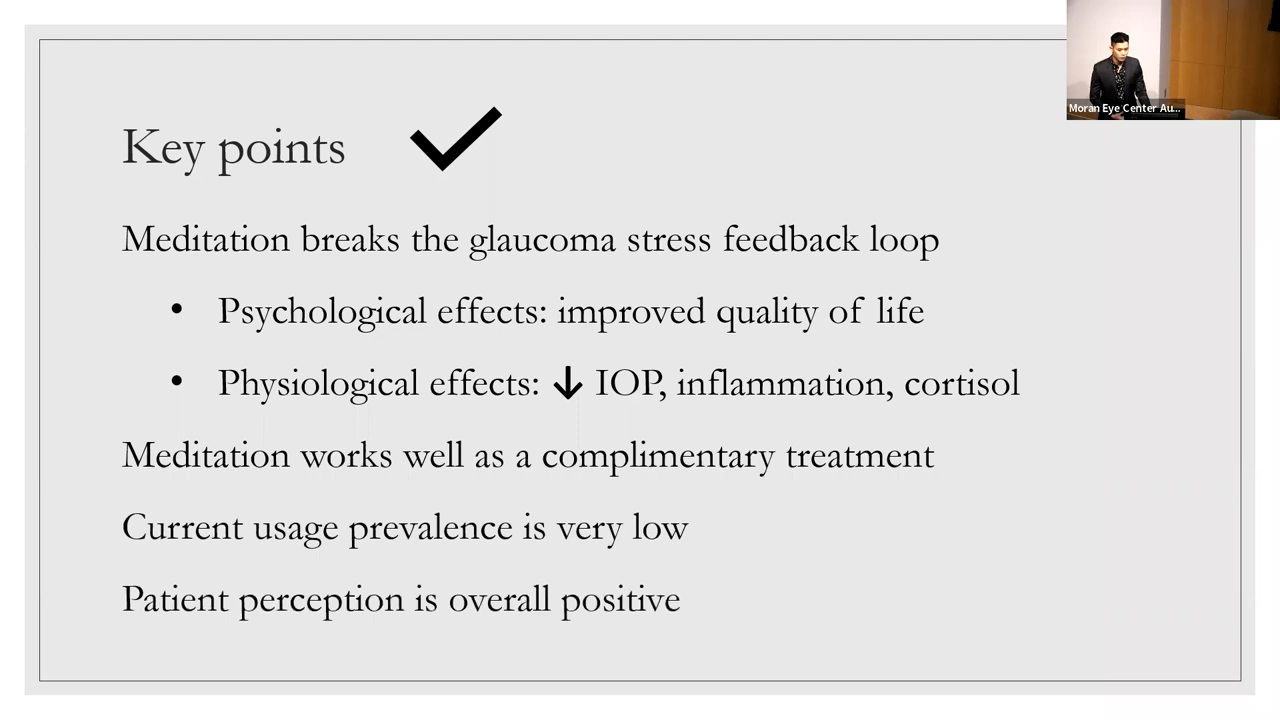 Key points
Meditation breaks the glaucoma stress feedback loop
• Psychological effects: improved quality of life
• Physiological effects: ↓ IOP, inflammation, cortisol
Meditation works well as a complimentary treatment
Current usage prevalence is very low
Patient perception is overall positive
Moran Eye Center Au...